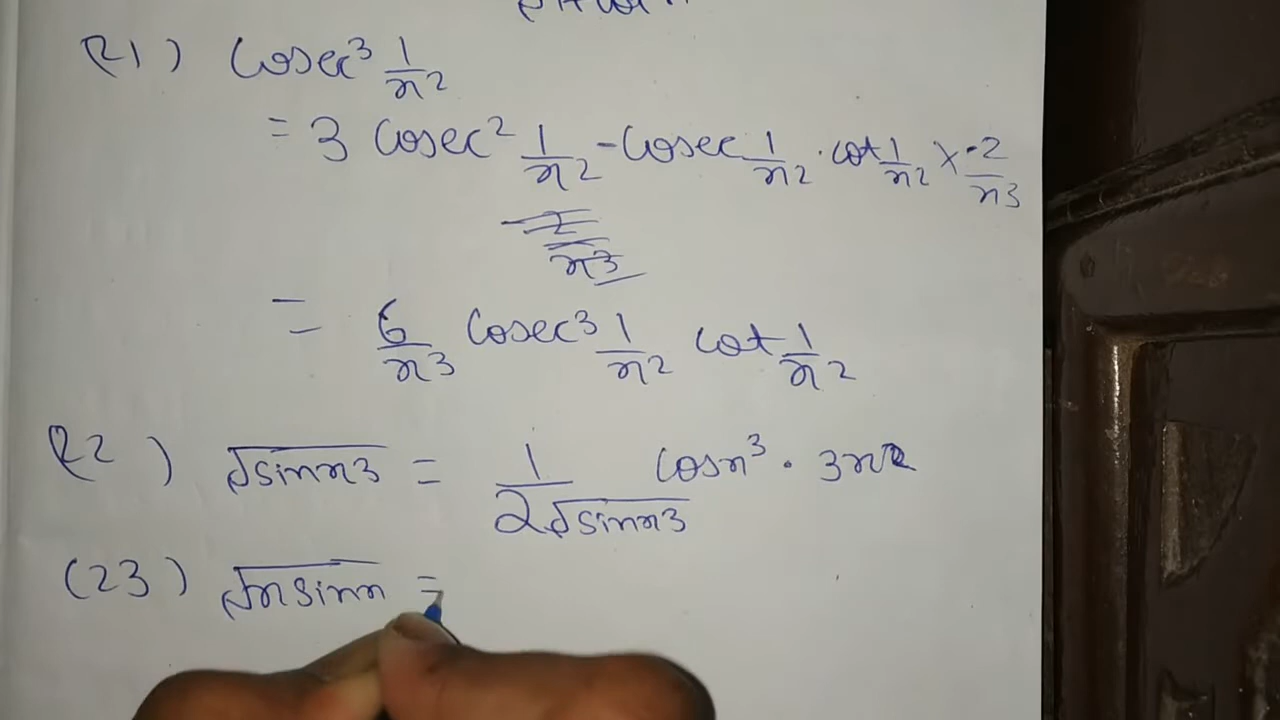 21) Cosec³ 1/x²
= 3 Cosec² 1/x² - Cosec 1/x² · cot 1/x² × -2/x³
= 6/x³ Cosec³ 1/x² cot 1/x²
22) √sinx³ = 1/2√sinx³ cosx³ · 3x²
(23) √xsinx =